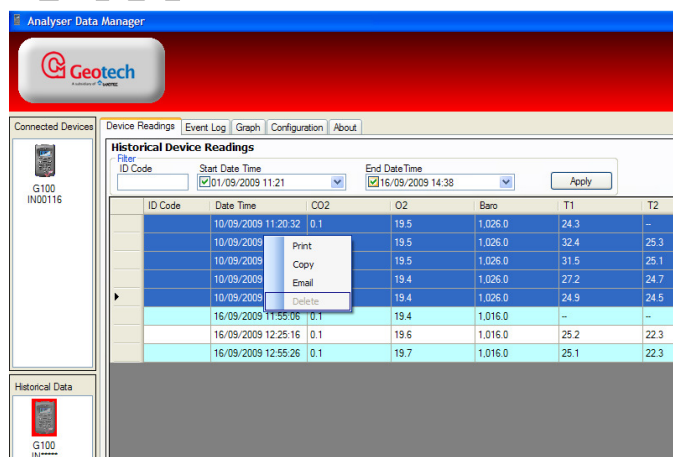 Analyser Data Manager
Geotech
Connected Devices
G100
IN00116
Historical Data
G100
Device Readings Event Log Graph Configuration About
Historical Device Readings
Filter
ID Code Start Date Time End DateTime
01/09/2009 11:21 16/09/2009 14:38 Apply
ID Code Date Time CO2 O2 Baro T1 T2
10/09/2009 11:20:32 0.1 19.5 1,026.0 24.3 --
10/09/2009 19.5 1,026.0 32.4 25.3
10/09/2009 19.5 1,026.0 31.5 25.1
10/09/2009 19.4 1,026.0 27.2 24.7
10/09/2009 19.4 1,026.0 24.9 24.5
16/09/2009 11:55:06 0.1 19.4 1,016.0 -- --
16/09/2009 12:25:16 0.1 19.6 1,016.0 25.2 22.3
16/09/2009 12:55:26 0.1 19.7 1,016.0 25.1 22.3
Print
Copy
Email
Delete